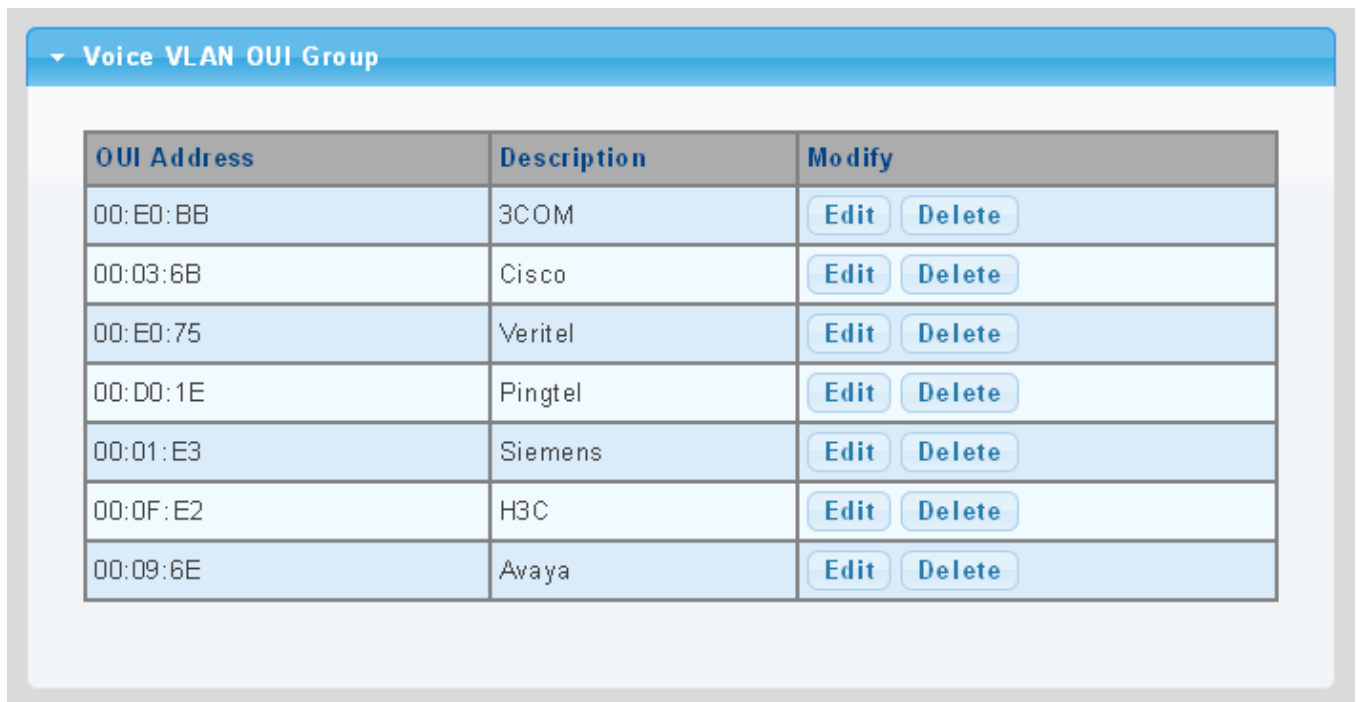 Voice VLAN OUI Group
OUI Address Description Modify
00:E0:BB 3COM Edit Delete
00:03:6B Cisco Edit Delete
00:E0:75 Veritel Edit Delete
00:D0:1E Pingtel Edit Delete
00:01:E3 Siemens Edit Delete
00:0F:E2 H3C Edit Delete
00:09:6E Avaya Edit Delete